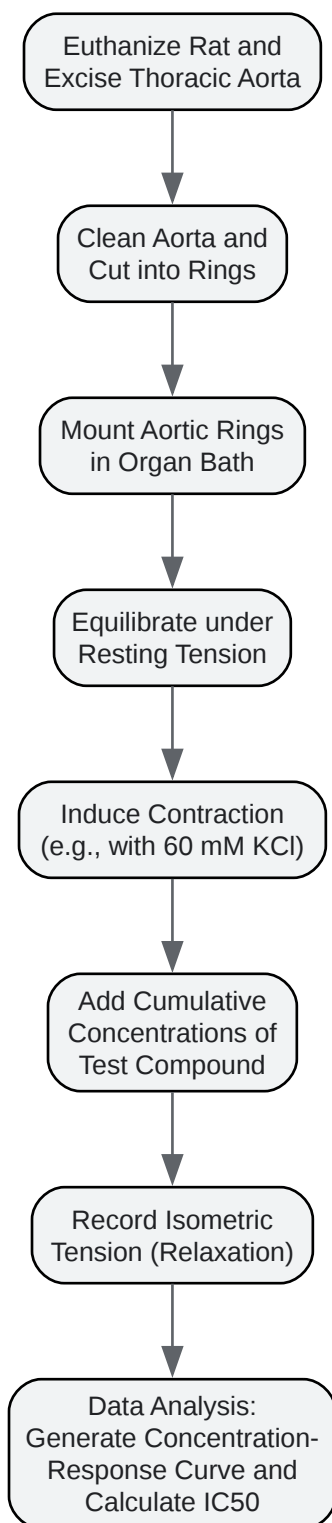 Euthanize Rat and
Excise Thoracic Aorta
Clean Aorta and
Cut into Rings
Mount Aortic Rings
in Organ Bath
Equilibrate under
Resting Tension
Induce Contraction
(e.g., with 60 mM KCl)
Add Cumulative
Concentrations of
Test Compound
Record Isometric
Tension (Relaxation)
Data Analysis:
Generate Concentration-
Response Curve and
Calculate IC50